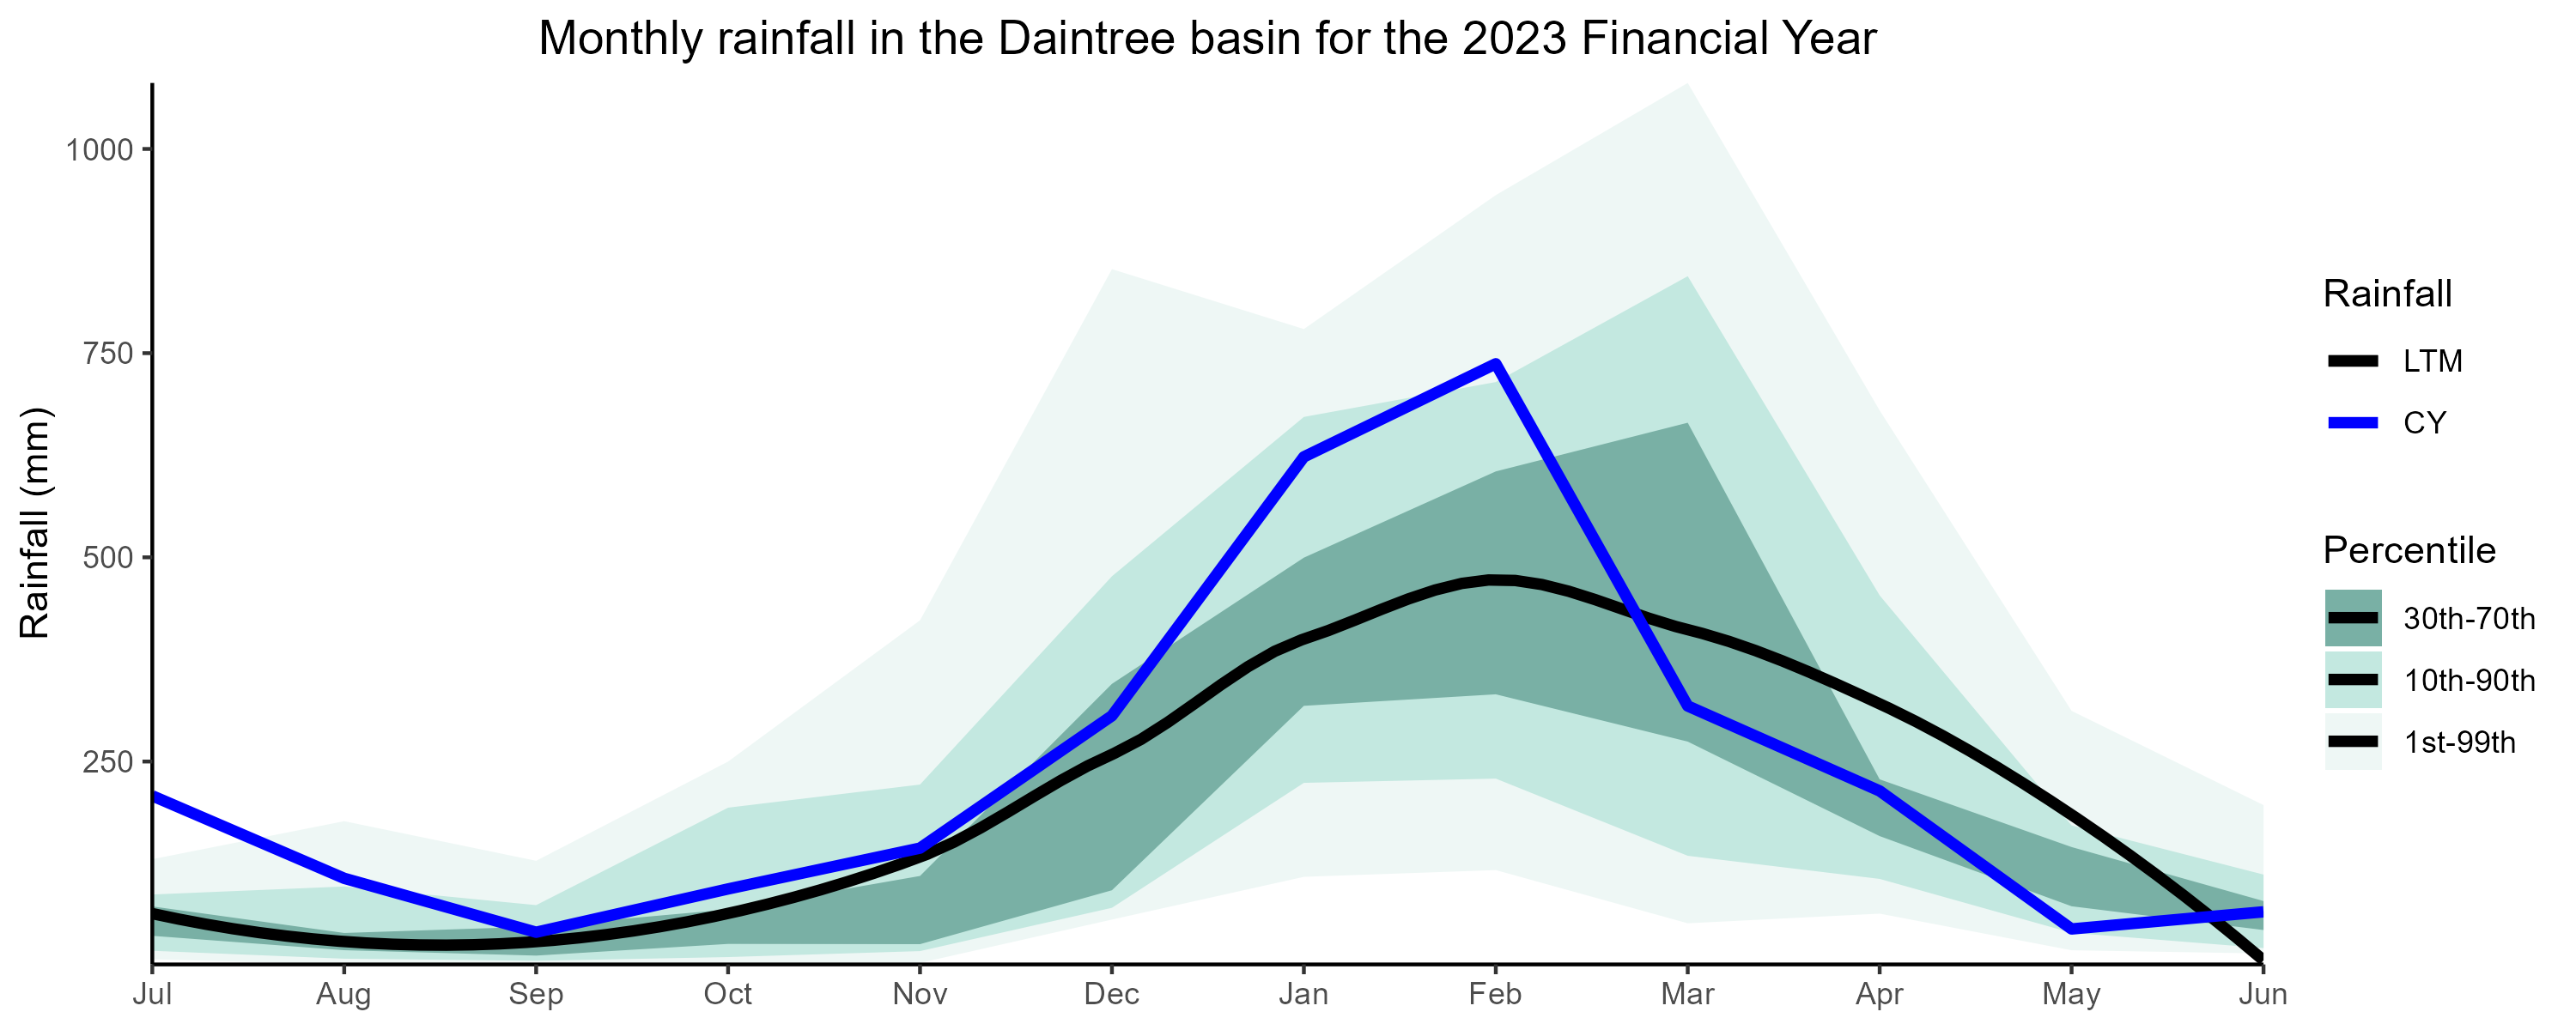 Monthly rainfall in the Daintree basin for the 2023 Financial Year
Rainfall (mm)
1000
750
500
250
Jul Aug Sep Oct Nov Dec Jan Feb Mar Apr May Jun
Rainfall
LTM
CY
Percentile
30th-70th
10th-90th
1st-99th